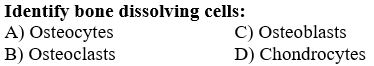 Identify bone dissolving cells:
A) Osteocytes C) Osteoblasts
B) Osteoclasts D) Chondrocytes